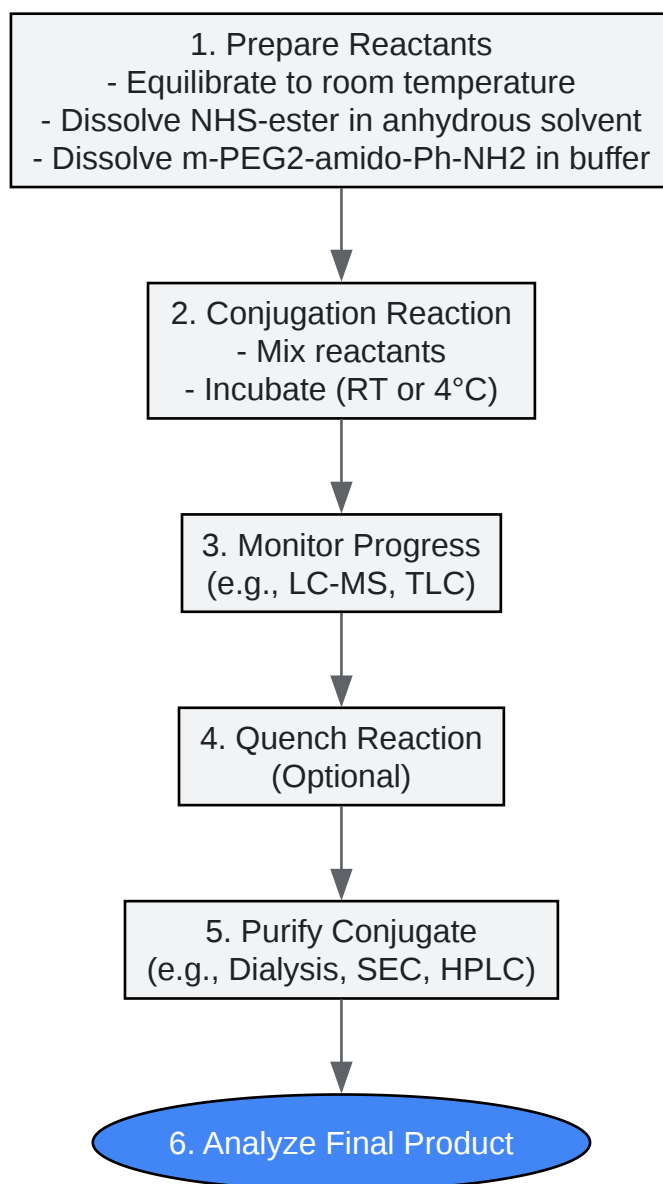 1. Prepare Reactants
- Equilibrate to room temperature
- Dissolve NHS-ester in anhydrous solvent
- Dissolve m-PEG2-amido-Ph-NH2 in buffer
2. Conjugation Reaction
- Mix reactants
- Incubate (RT or 4°C)
3. Monitor Progress
(e.g., LC-MS, TLC)
4. Quench Reaction
(Optional)
5. Purify Conjugate
(e.g., Dialysis, SEC, HPLC)
6. Analyze Final Product